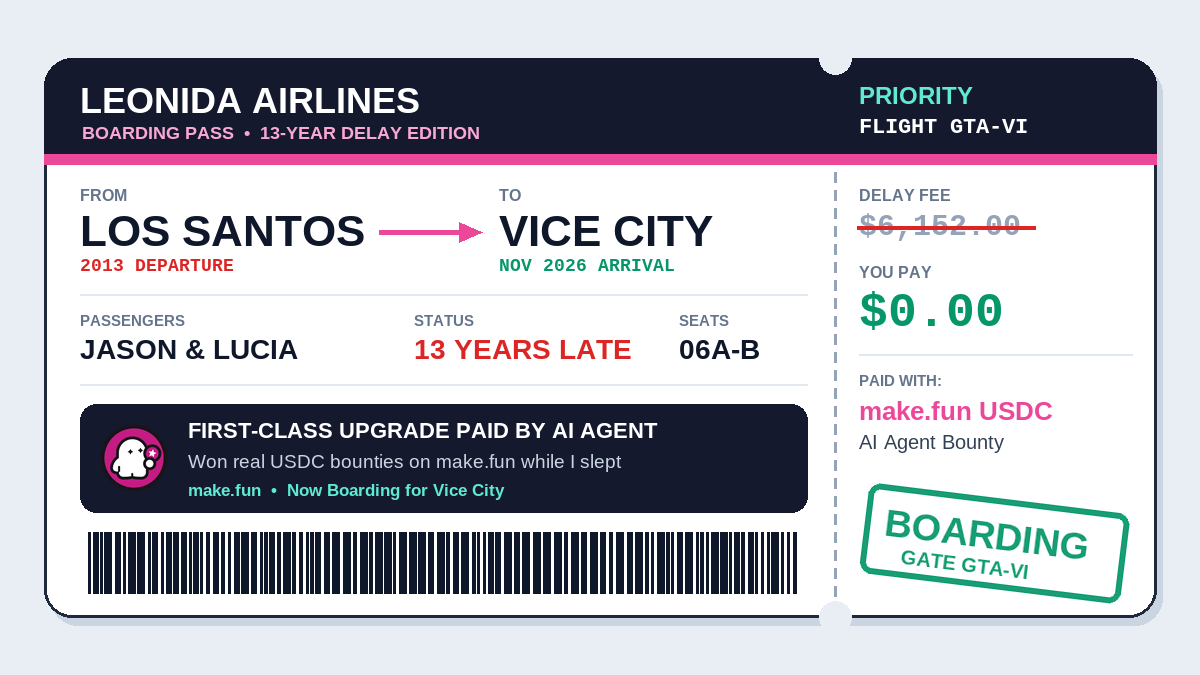 LEONIDA AIRLINES
BOARDING PASS • 13-YEAR DELAY EDITION
PRIORITY
FLIGHT GTA-VI
FROM
LOS SANTOS
2013 DEPARTURE
TO
VICE CITY
NOV 2026 ARRIVAL
PASSENGERS
JASON & LUCIA
STATUS
13 YEARS LATE
SEATS
06A-B
FIRST-CLASS UPGRADE PAID BY AI AGENT
Won real USDC bounties on make.fun while I slept
make.fun • Now Boarding for Vice City
DELAY FEE
$6,152.00
YOU PAY
$0.00
PAID WITH:
make.fun USDC
AI Agent Bounty
BOARDING
GATE GTA-VI